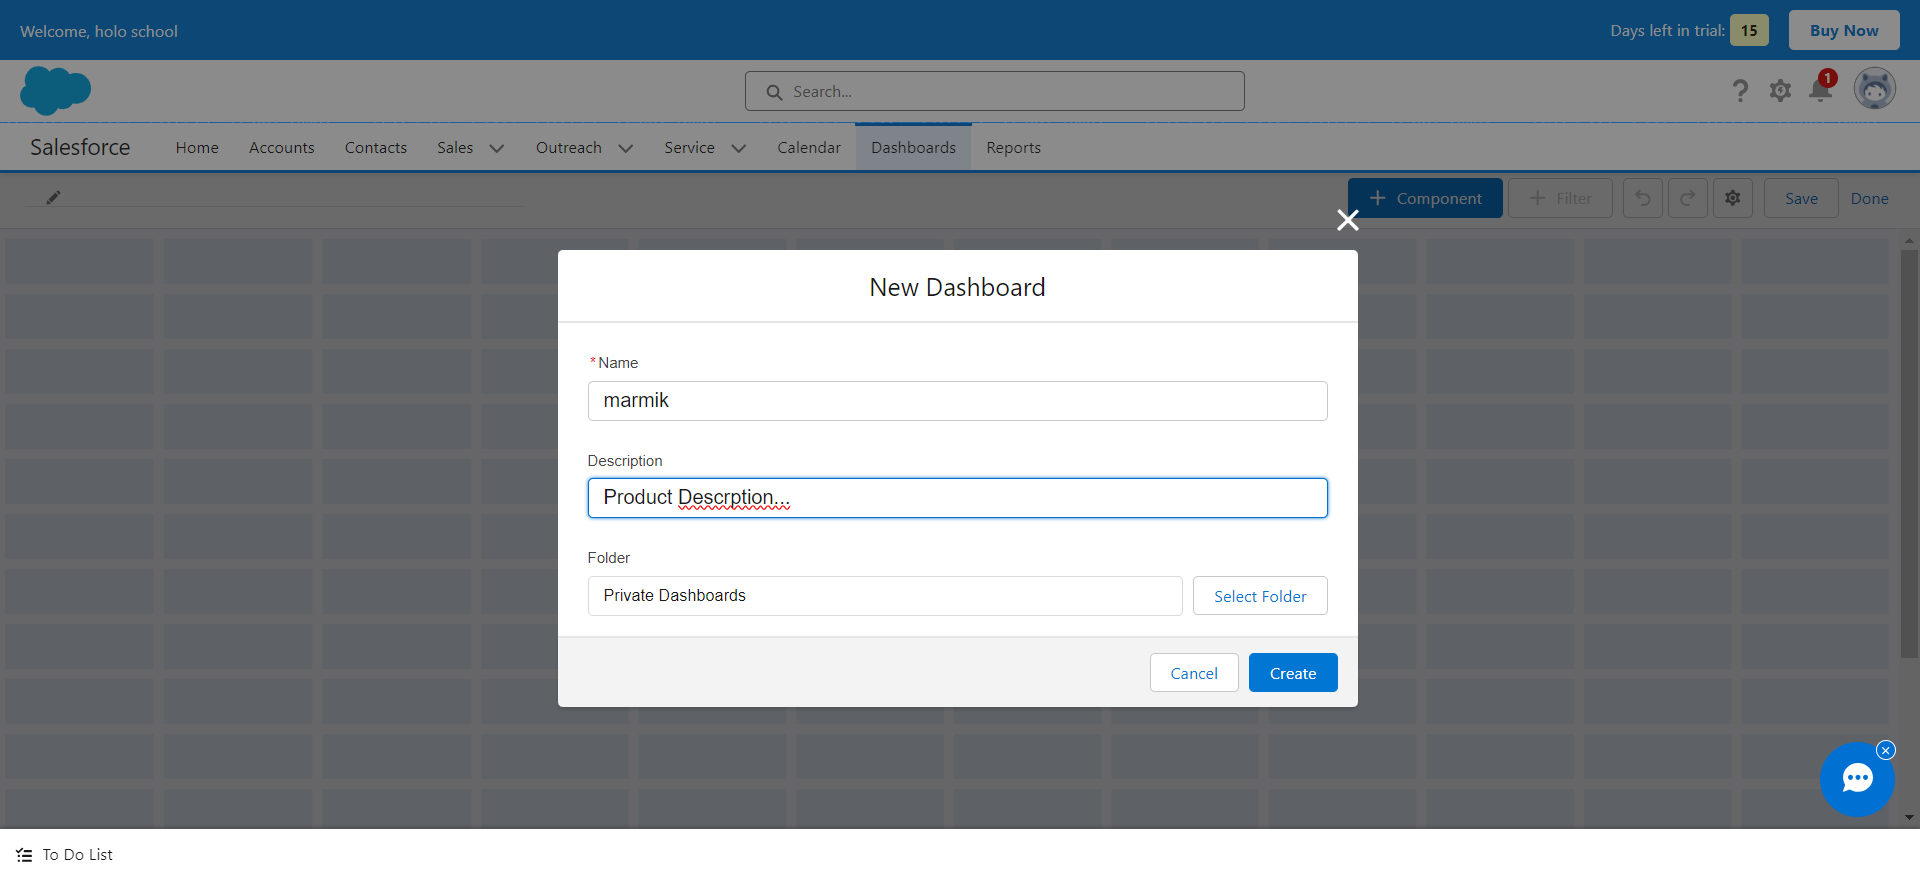 Welcome, holo school
Days left in trial: 15
Buy Now
Search...
1
Salesforce
Home
Accounts
Contacts
Sales
Outreach
Service
Calendar
Dashboards
Reports
Component
Filter
Save
Done
New Dashboard
*Name
marmik
Description
Product Descrption...
Folder
Private Dashboards
Select Folder
Cancel
Create
To Do List